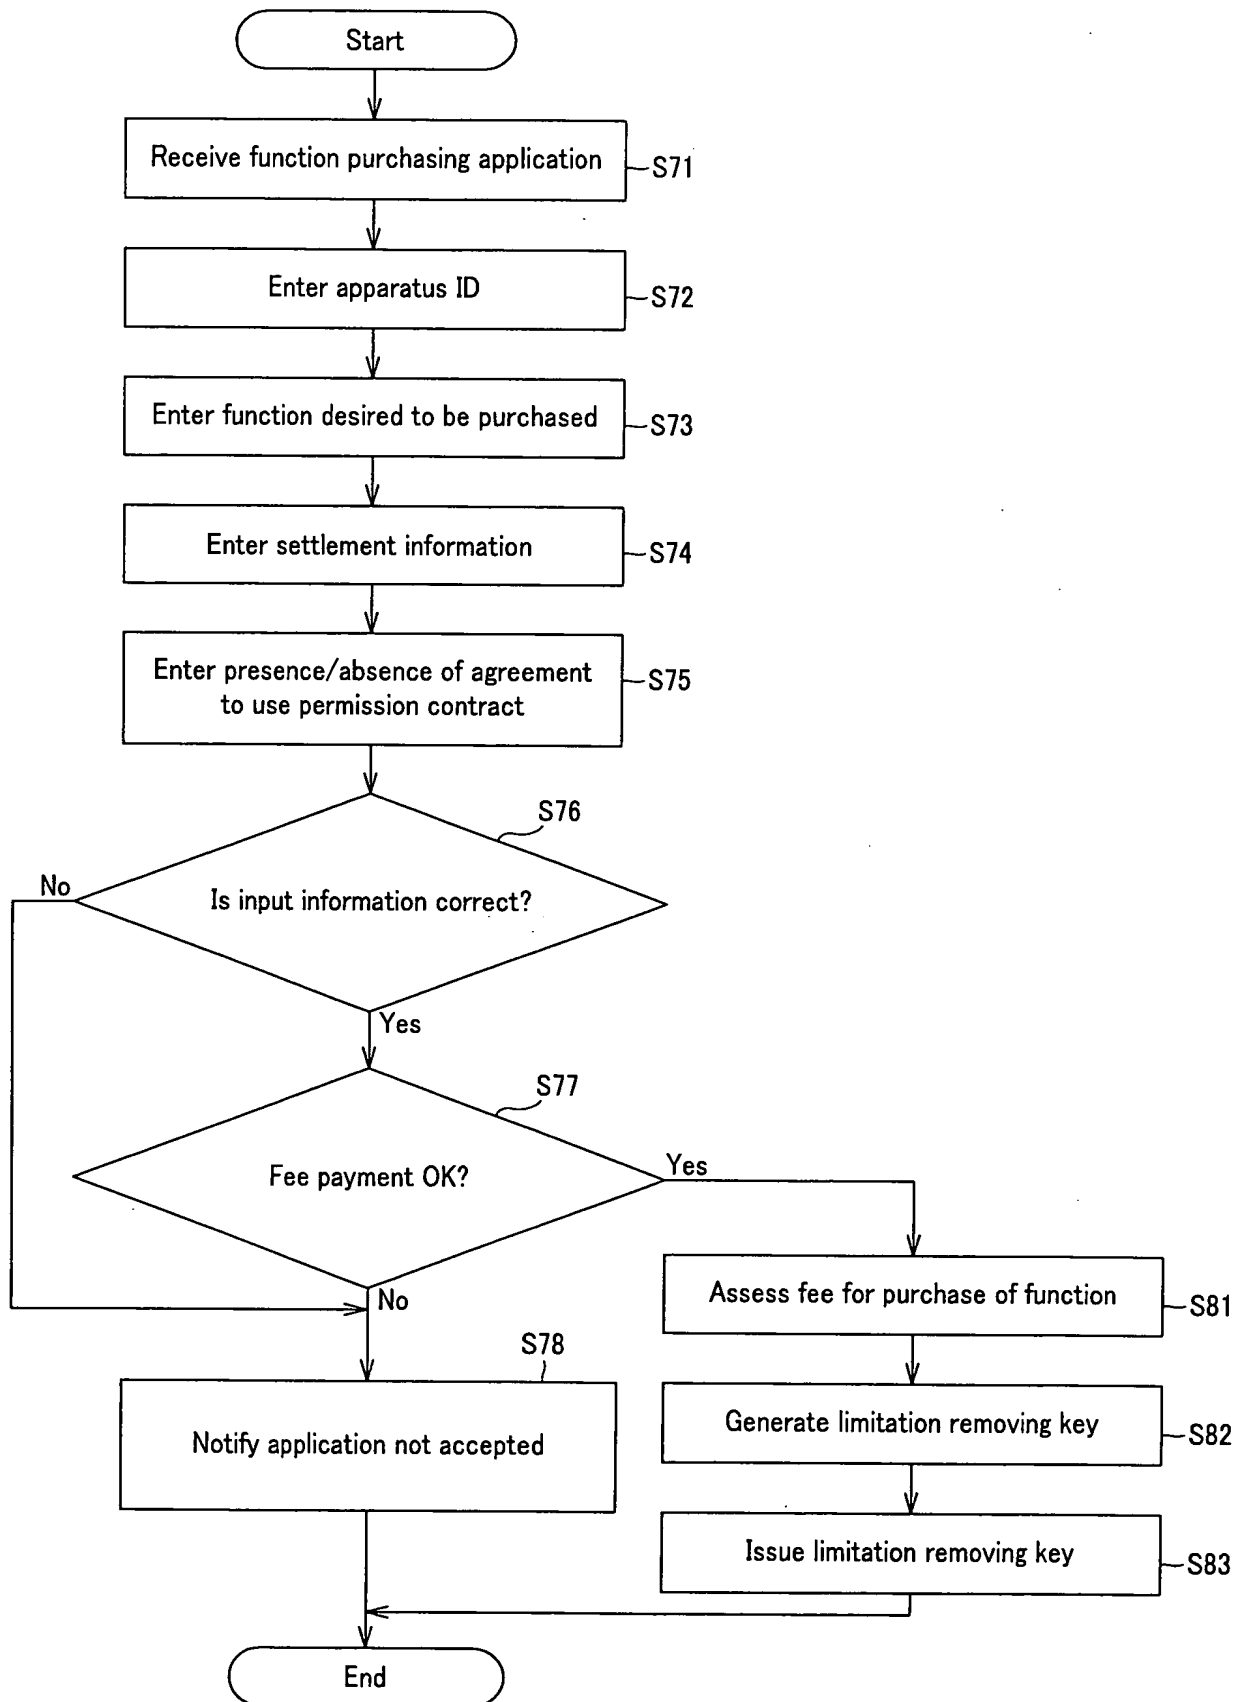 Start
Receive function purchasing application
S71
Enter apparatus ID
S72
Enter function desired to be purchased
S73
Enter settlement information
S74
Enter presence/absence of agreement
to use permission contract
S75
S76
No
Is input information correct?
Yes
S77
Fee payment OK?
Yes
No
Assess fee for purchase of function
S81
S78
Notify application not accepted
Generate limitation removing key
S82
Issue limitation removing key
S83
End